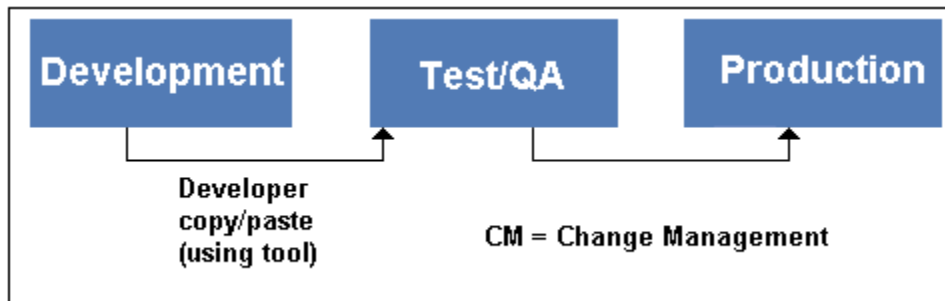 Development
Test/QA
Production
Developer
copy/paste
(using tool)
CM = Change Management